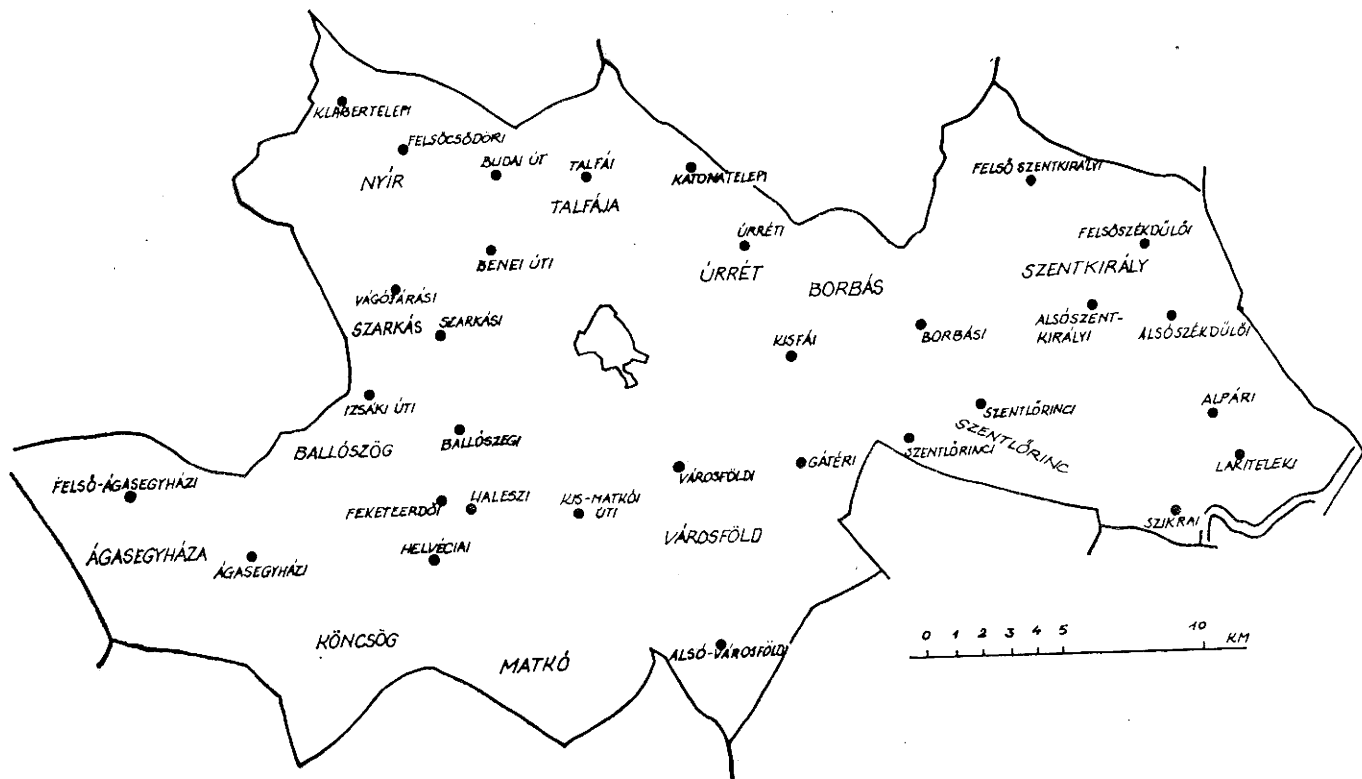 KLÁBERTELEPI
FELSŐCSŐDÖRI
NYÍR
BUDAI ÚT
TALFÁI
TALFÁJA
KATONATELEPI
FELSŐ SZENTKIRÁLYI
ÚRRÉTI
ÚRRÉT
FELSŐSZÉKDŰLŐI
BENEI ÚTI
SZENTKIRÁLY
BORBÁS
VÁGÓJÁRÁSI
SZARKÁS
SZARKÁSI
KISFÁI
BORBÁSI
ALSÓSZENT-
KIRÁLYI
ALSÓSZÉKDŰLŐI
IZSÁKI ÚTI
SZENTLŐRINCI
ALPÁRI
BALLÓSZÖG
BALLÓSZEGI
SZENTLŐRINCI
SZENTLŐRINC
LAKITELEKI
FELSŐ-ÁGASEGYHÁZI
VÁROSFÖLDI
GÁTÉRI
FEKETEERDŐI
HALESZI
KIS-MATKÓI
ÚTI
SZIKRAI
ÁGASEGYHÁZA
ÁGASEGYHÁZI
HELVÉCIAI
VÁROSFÖLD
KÖNCSÖG
MATKÓ
ALSÓ-VÁROSFÖLDI
0 1 2 3 4 5 10 KM